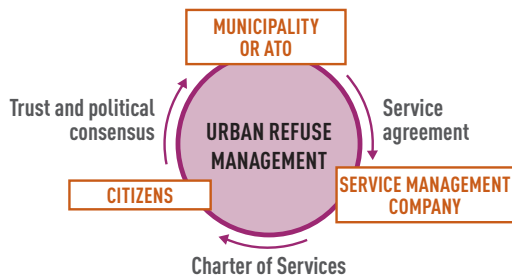 MUNICIPALITY
OR ATO
Trust and political
consensus
Service
agreement
URBAN REFUSE
MANAGEMENT
CITIZENS
SERVICE MANAGEMENT
COMPANY
Charter of Services